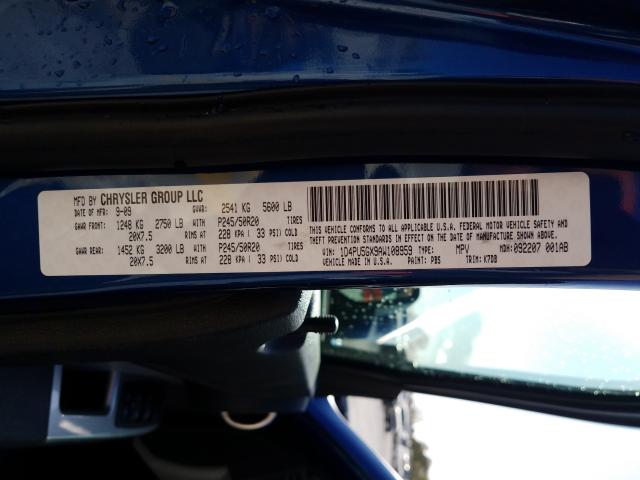 MFD BY CHRYSLER GROUP LLC
DATE OF MFR: 9-09 GVWR: 2541 KG 5600 LB
GAWR FRONT: 1248 KG 2750 LB WITH P245/50R20 TIRES
20X7.5 RIMS AT 228 KPA ( 33 PSI) COLD
GAWR REAR: 1452 KG 3200 LB WITH P245/50R20 TIRES
20X7.5 RIMS AT 228 KPA ( 33 PSI) COLD
THIS VEHICLE CONFORMS TO ALL APPLICABLE U.S.A. FEDERAL MOTOR VEHICLE SAFETY AND
THEFT PREVENTION STANDARDS IN EFFECT ON THE DATE OF MANUFACTURE SHOWN ABOVE.
VIN: 1D4PU5GX9AW108959 TYPE: MPV MDH: 092207 001AB
VEHICLE MADE IN U.S.A. PAINT: PB5 TRIM: K7DB